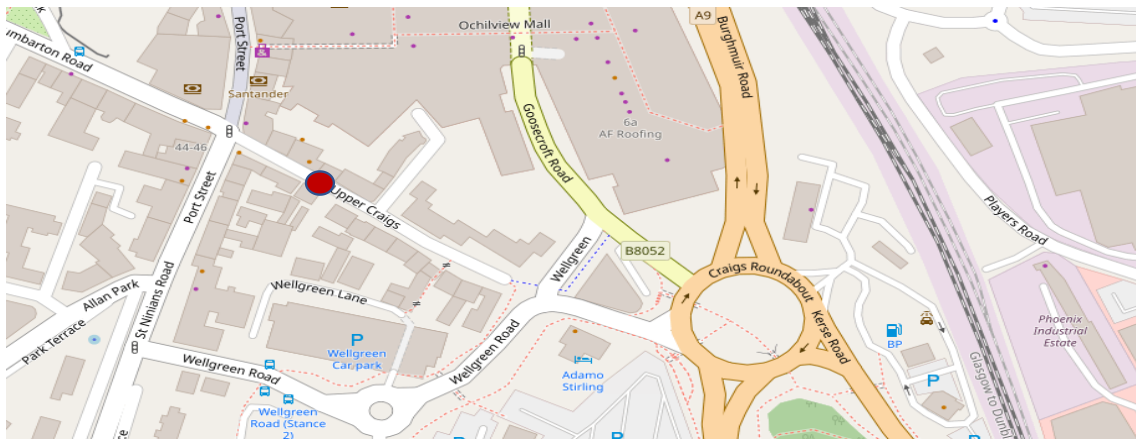 Ochilview Mall
A9
Burghmuir Road
Port Street
umbarton Road
Santander
Goosecroft Road
6a
AF Roofing
44-46
Port Street
Upper Craigs
Players Road
Wellgreen
B8052
Craigs Roundabout
Allan Park
Wellgreen Lane
St Ninians Road
Park Terrace
P
Wellgreen
Car park
Kerse Road
BP
Phoenix
Industrial
Estate
Wellgreen Road
Wellgreen Road
Adamo
Stirling
P
Glasgow to Dunb
Wellgreen
Road (Stance
2)
P
P
P